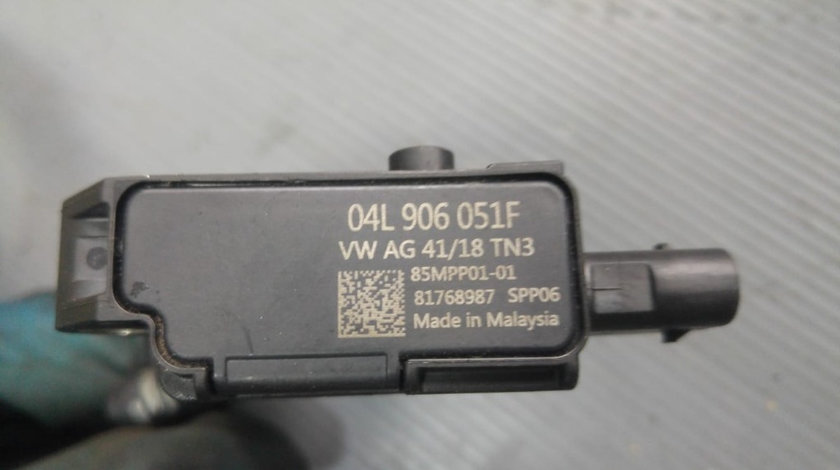 04L 906 051F
VW AG 41/18 TN3
85MPP01-01
81768987 SPP06
Made in Malaysia